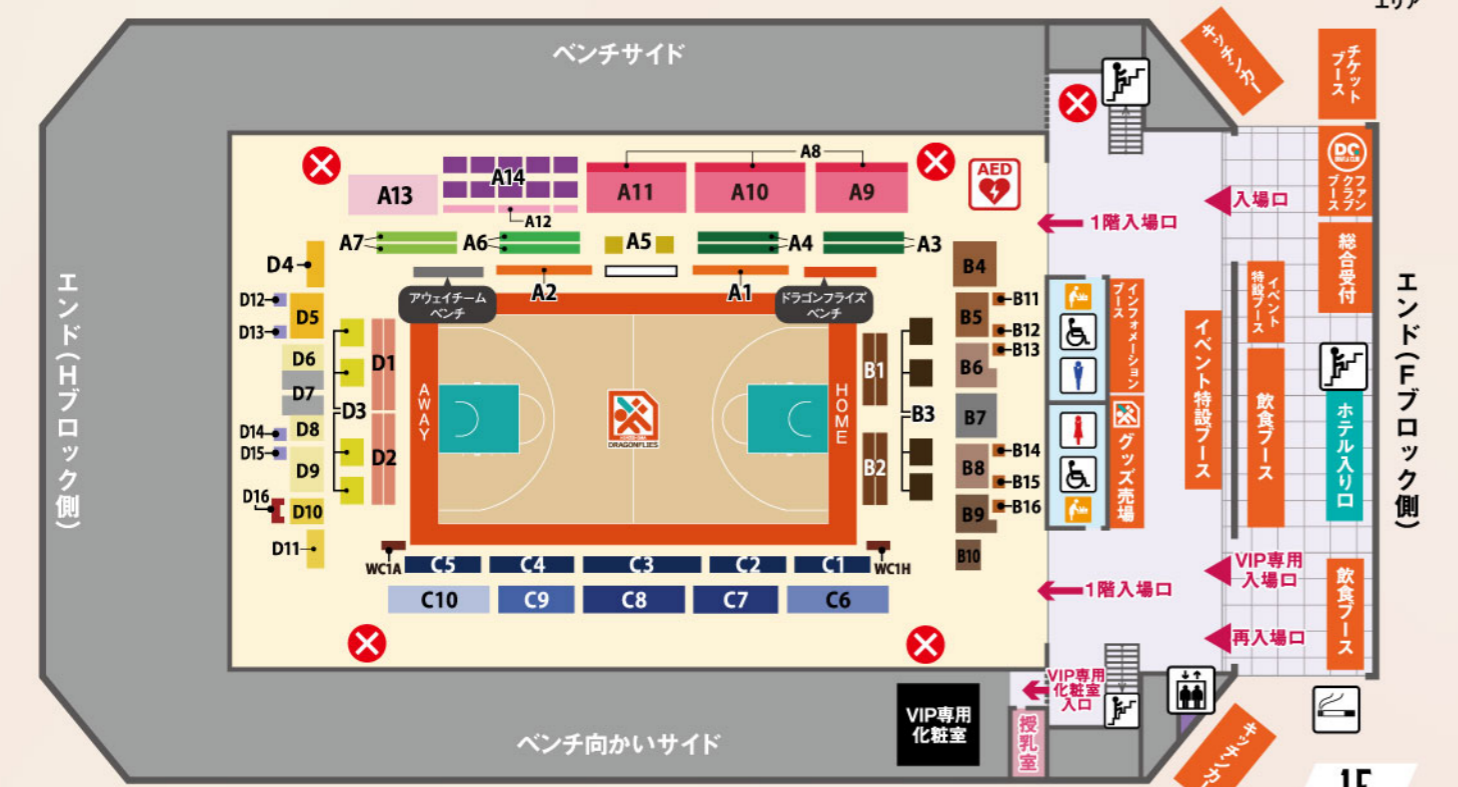 エリア
ベンチサイド
キッチンカー
チケット
ブース
A8
A14
A13
A11
A10
A9
A12
AED
DC
ファン
クラブ
ブース
入場口
1階入場口
A7
A6
A5
A4
A3
総合受付
D4
B4
アウェイチーム
ベンチ
A2
A1
ドラゴンフライズ
ベンチ
イベント
特設ブース
インフォメーション
ブース
エンド(Hブロック側)
エンド(Fブロック側)
D12
D5
D13
B5
B11
B12
B13
D6
D1
B1
B6
D7
D3
AWAY
HOME
B3
B7
イベント特設ブース
飲食ブース
ホテル入り口
D14
D8
D15
D2
DRAGONFLIES
B2
B8
B14
B15
グッズ売場
D9
D16
D10
B9
B16
D11
B10
WC1A
C5
C4
C3
C2
C1
WC1H
VIP専用
入場口
C10
C9
C8
C7
C6
1階入場口
飲食ブース
再入場口
VIP専用
化粧室
入口
VIP専用
化粧室
授乳室
ベンチ向かいサイド
キッチンカー
1F